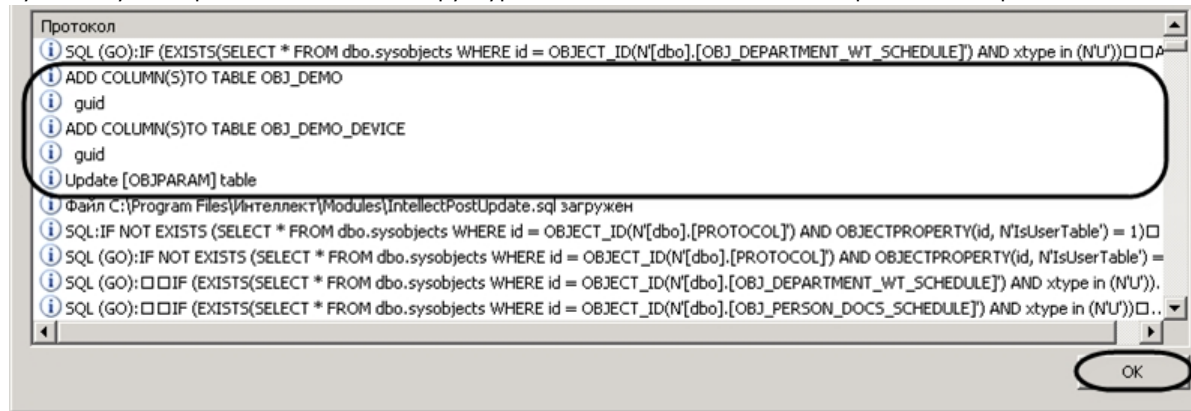 Протокол
SQL (GO):IF (EXISTS(SELECT * FROM dbo.sysobjects WHERE id = OBJECT_ID(N'[dbo].[OBJ_DEPARTMENT_WT_SCHEDULE]') AND xtype in (N'U'))□□A
ADD COLUMN(S)TO TABLE OBJ_DEMO
guid
ADD COLUMN(S)TO TABLE OBJ_DEMO_DEVICE
guid
Update [OBJPARAM] table
Файл C:\Program Files\Интеллект\Modules\IntellectPostUpdate.sql загружен
SQL:IF NOT EXISTS (SELECT * FROM dbo.sysobjects WHERE id = OBJECT_ID(N'[dbo].[PROTOCOL]') AND OBJECTPROPERTY(id, N'IsUserTable') = 1)□
SQL (GO):IF NOT EXISTS (SELECT * FROM dbo.sysobjects WHERE id = OBJECT_ID(N'[dbo].[PROTOCOL]') AND OBJECTPROPERTY(id, N'IsUserTable') =
SQL (GO):□□IF (EXISTS(SELECT * FROM dbo.sysobjects WHERE id = OBJECT_ID(N'[dbo].[OBJ_DEPARTMENT_WT_SCHEDULE]') AND xtype in (N'U')).
SQL (GO):□□IF (EXISTS(SELECT * FROM dbo.sysobjects WHERE id = OBJECT_ID(N'[dbo].[OBJ_PERSON_DOCS_SCHEDULE]') AND xtype in (N'U'))□..
OK